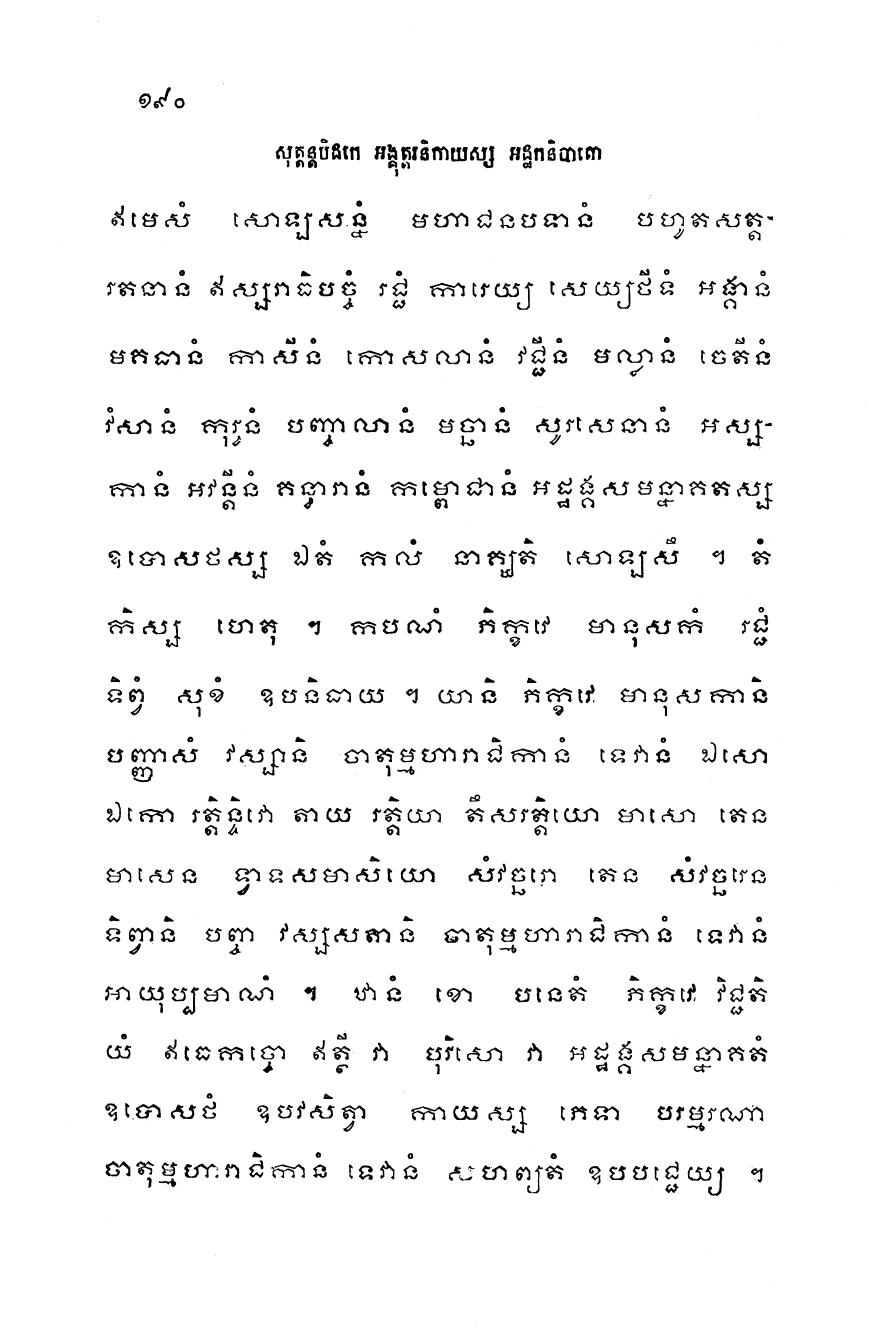 ១៩០
សុត្តន្តបិដកេ អង្គុត្តរនិកាយស្ស អដ្ឋកនិបាតោ
ឥមេសំ សោឡសន្នំ មហាជនបទានំ បហូតសត្ត-
រតនានំ ឥស្សរាធិបច្ចំ រជ្ជំ ការេយ្យ សេយ្យថីទំ អង្គានំ
មគធានំ កាសីនំ កោសលានំ វជ្ជីនំ មល្លានំ ចេតីនំ
វំសានំ កុរូនំ បញ្ចាលានំ មច្ឆានំ សូរសេនានំ អស្ស-
កានំ អវន្តីនំ គន្ធារានំ កម្ពោជានំ អដ្ឋង្គសមន្នាគតស្ស
ឧបោសថស្ស ឯតំ កលំ នាគ្ឃតិ សោឡសឹ ។ តំ
កិស្ស ហេតុ ។ កបណំ ភិក្ខវេ មានុសកំ រជ្ជំ
ទិព្វំ សុខំ ឧបនិធាយ ។ យានិ ភិក្ខវេ មានុសកានិ
បញ្ញាសំ វស្សានិ ចាតុម្មហារាជិកានំ ទេវានំ ឯសោ
ឯកោ រត្តិន្ទិវោ តាយ រត្តិយា តឹសរត្តិយោ មាសោ តេន
មាសេន ទ្វាទសមាសិយោ សំវច្ឆរោ តេន សំវច្ឆរេន
ទិព្វានិ បញ្ច វស្សសតានិ ចាតុម្មហារាជិកានំ ទេវានំ
អាយុប្បមាណំ ។ ឋានំ ខោ បនេតំ ភិក្ខវេ វិជ្ជតិ
យំ ឥធេកច្ចោ ឥត្ថី វា បុរិសោ វា អដ្ឋង្គសមន្នាគតំ
ឧបោសថំ ឧបវសិត្វា កាយស្ស ភេទា បរម្មរណា
ចាតុម្មហារាជិកានំ ទេវានំ សហព្យតំ ឧបបជ្ជេយ្យ ។